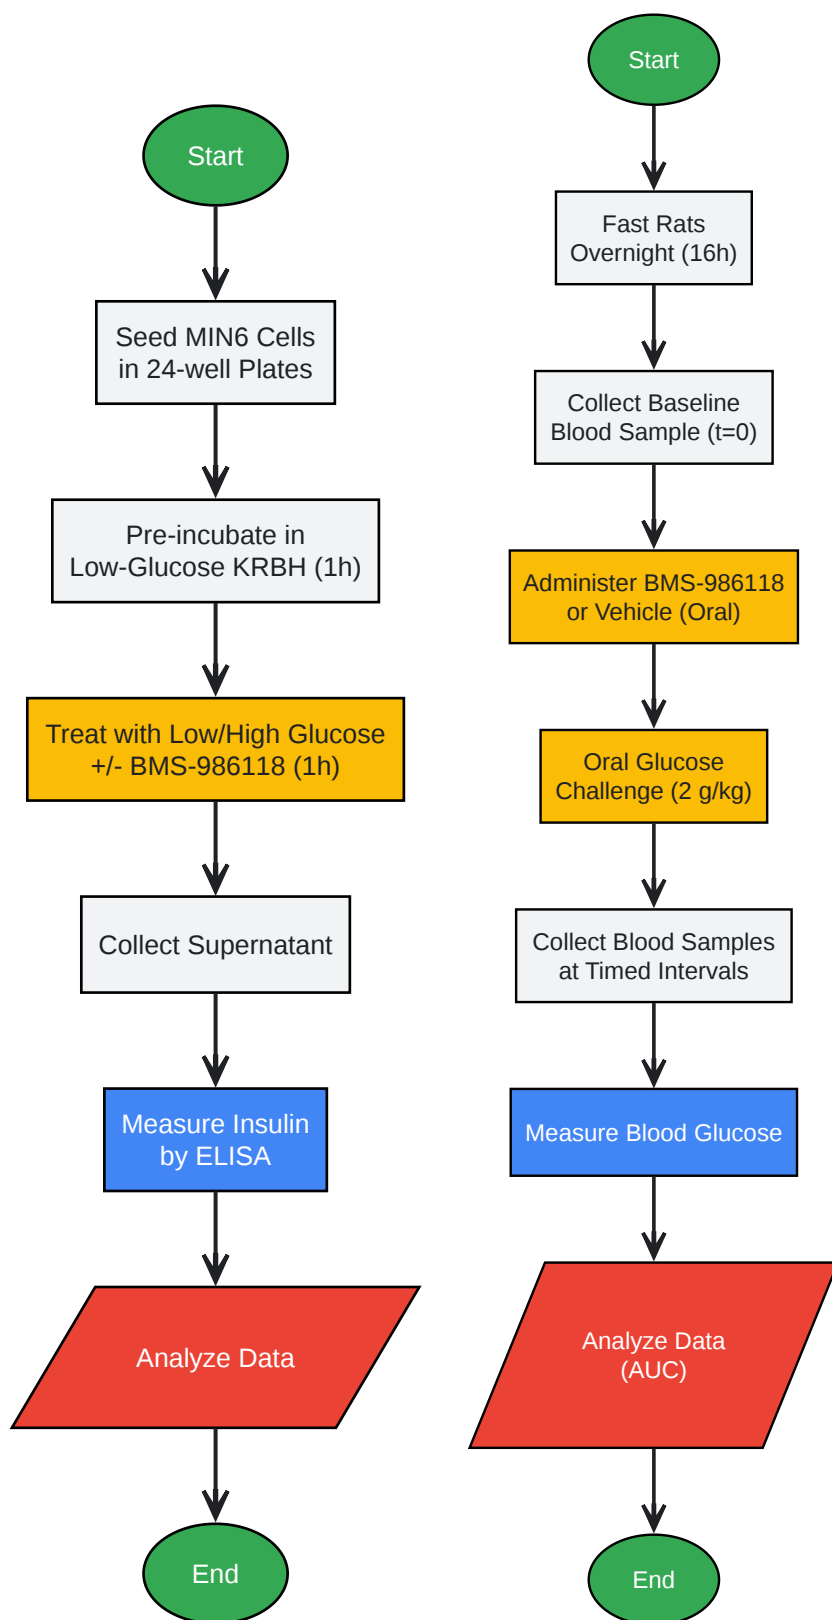 Start
Seed MIN6 Cells
in 24-well Plates
Pre-incubate in
Low-Glucose KRBH (1h)
Treat with Low/High Glucose
+/- BMS-986118 (1h)
Collect Supernatant
Measure Insulin
by ELISA
Analyze Data
End
Start
Fast Rats
Overnight (16h)
Collect Baseline
Blood Sample (t=0)
Administer BMS-986118
or Vehicle (Oral)
Oral Glucose
Challenge (2 g/kg)
Collect Blood Samples
at Timed Intervals
Measure Blood Glucose
Analyze Data
(AUC)
End